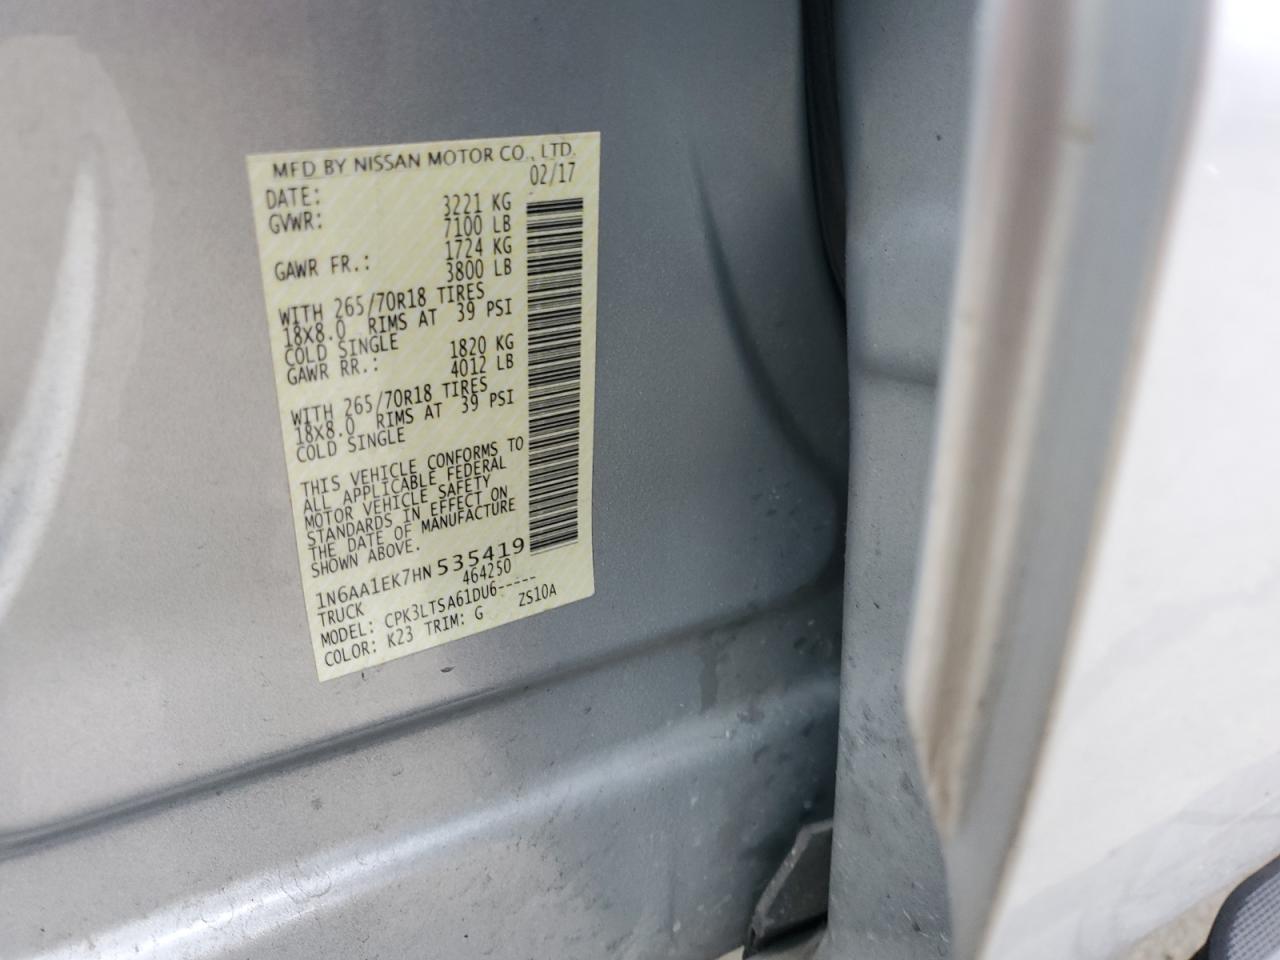 MFD BY NISSAN MOTOR CO., LTD.
DATE: 02/17
GVWR: 3221 KG
7100 LB
GAWR FR.: 1724 KG
3800 LB
WITH 265/70R18 TIRES
18X8.0 RIMS AT 39 PSI
COLD SINGLE
GAWR RR.: 1820 KG
4012 LB
WITH 265/70R18 TIRES
18X8.0 RIMS AT 39 PSI
COLD SINGLE
THIS VEHICLE CONFORMS TO
ALL APPLICABLE FEDERAL
MOTOR VEHICLE SAFETY
STANDARDS IN EFFECT ON
THE DATE OF MANUFACTURE
SHOWN ABOVE.
1N6AA1EK7HN535419
TRUCK 464250
MODEL: CPK3LTSA61DU6-----
COLOR: K23 TRIM: G ZS10A